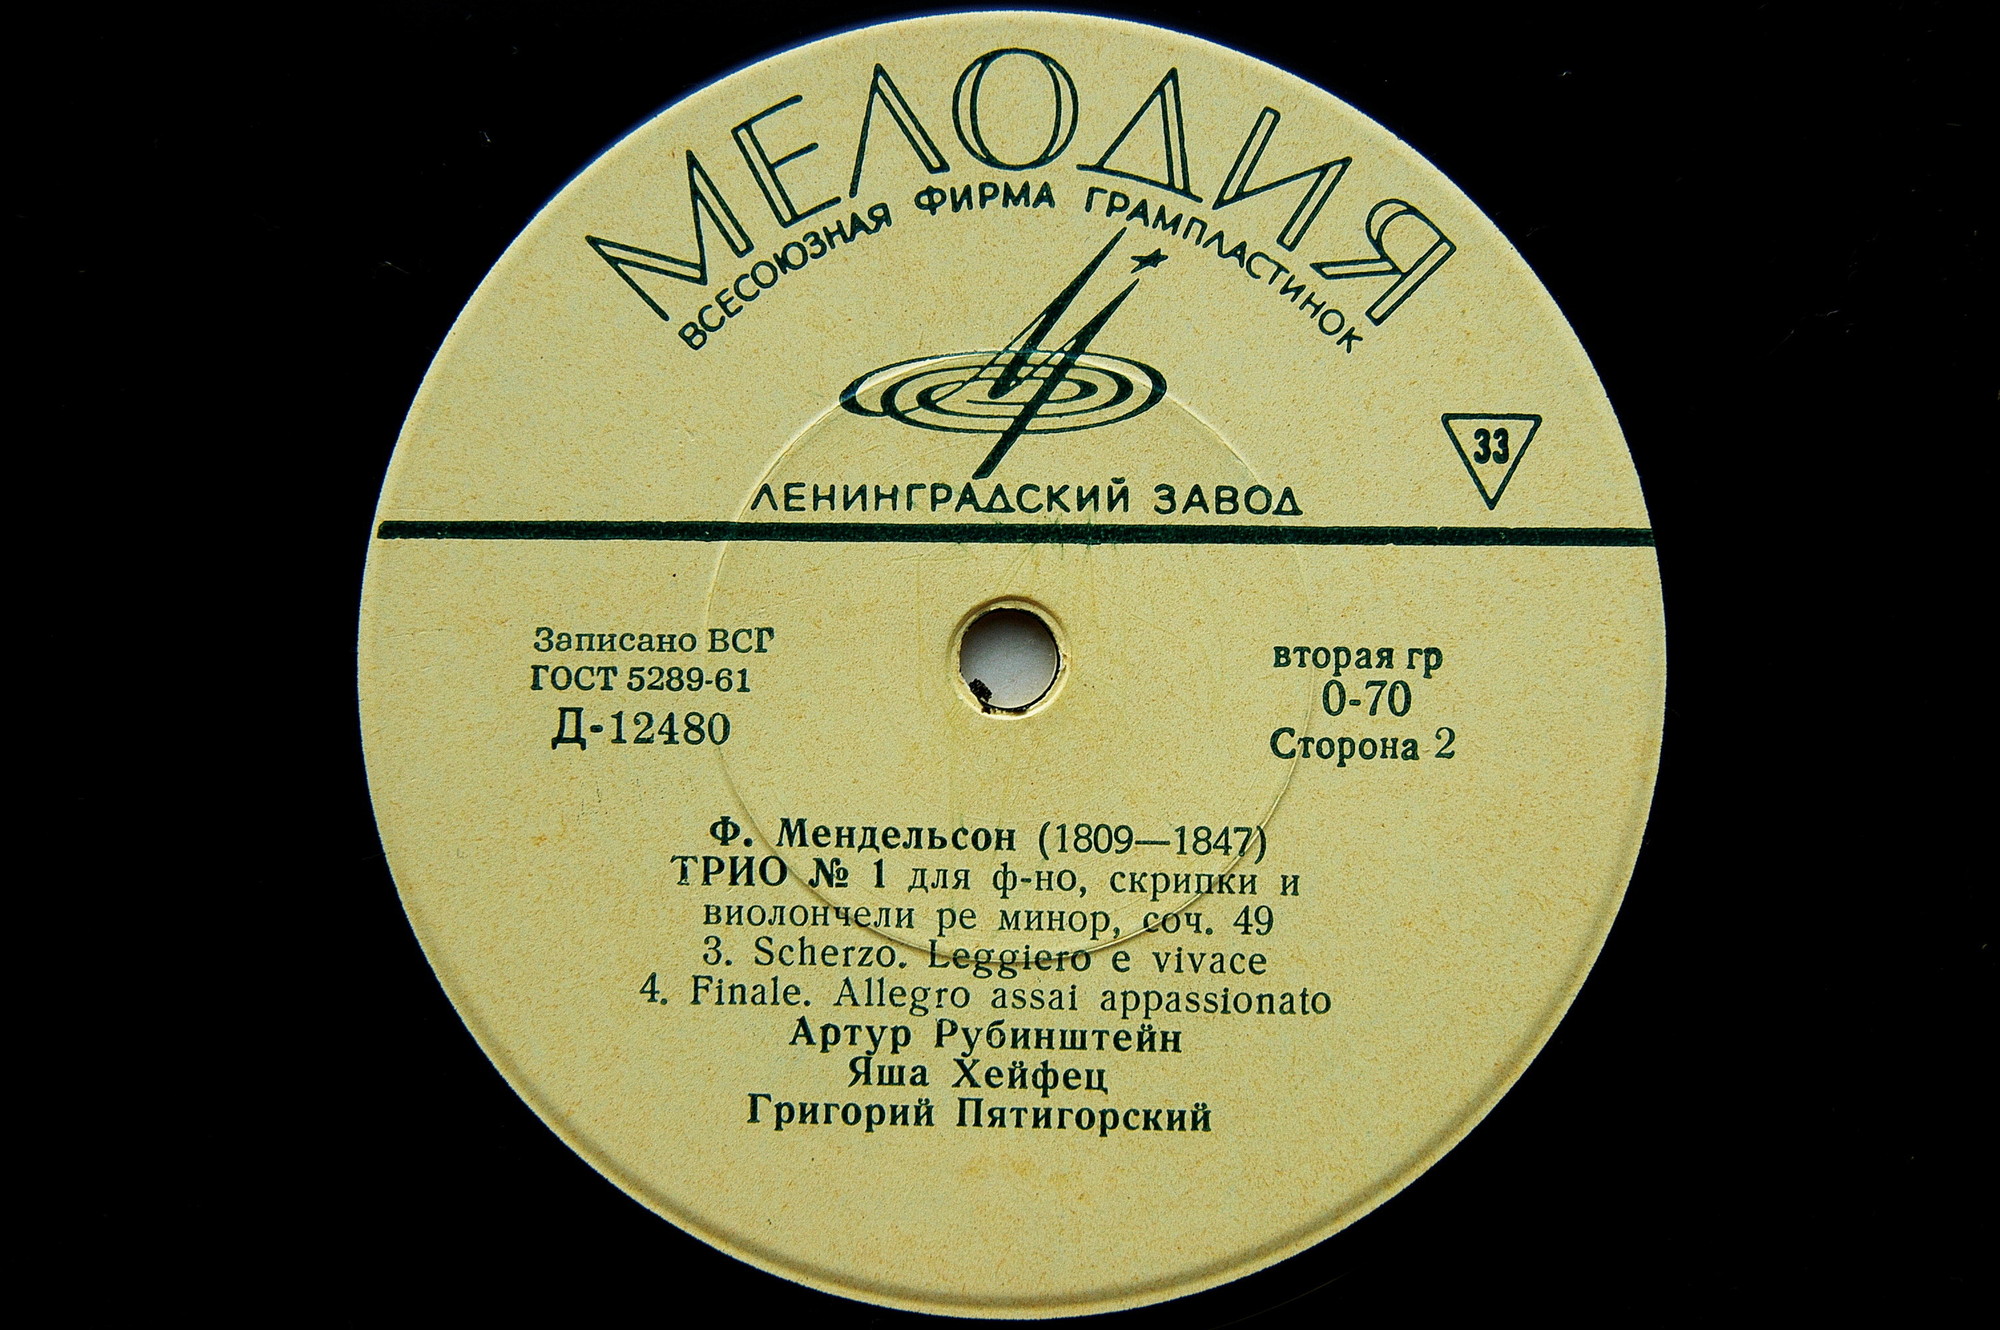 МЕЛОДИЯ
ВСЕСОЮЗНАЯ ФИРМА ГРАМПЛАСТИНОК
33
ЛЕНИНГРАДСКИЙ ЗАВОД
Записано ВСГ
ГОСТ 5289-61
Д-12480
вторая гр
0-70
Сторона 2
Ф. Мендельсон (1809—1847)
ТРИО № 1 для ф-но, скрипки и
виолончели ре минор, соч. 49
3. Scherzo. Leggiero e vivace
4. Finale. Allegro assai appassionato
Артур Рубинштейн
Яша Хейфец
Григорий Пятигорский